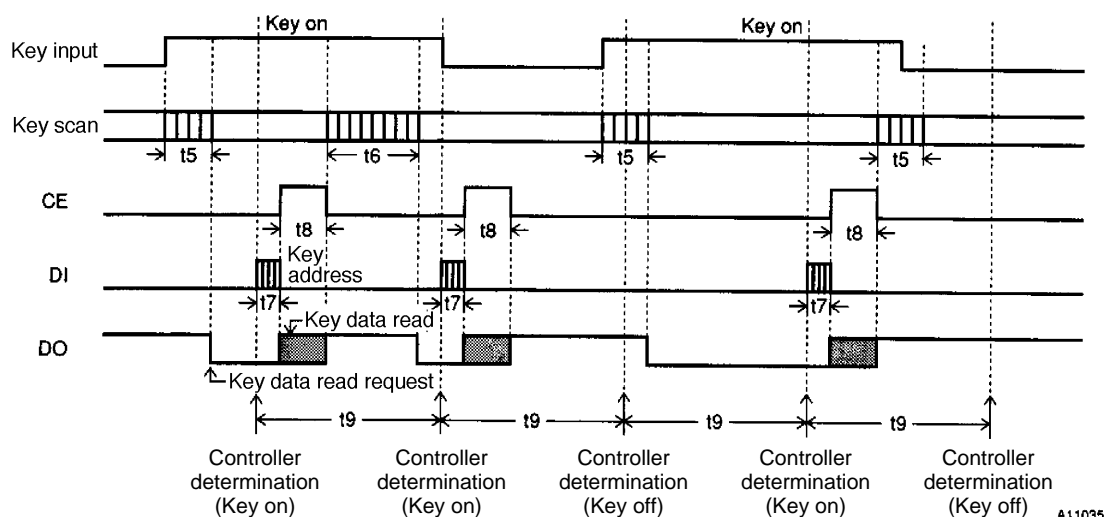 Key on
Key on
Key input
Key scan
t5
t6
t5
t5
CE
t8
t8
t8
DI
Key
address
t7
t7
t7
Key data read
DO
Key data read request
t9
t9
t9
t9
Controller
determination
(Key on)
Controller
determination
(Key on)
Controller
determination
(Key off)
Controller
determination
(Key on)
Controller
determination
(Key off)
A11035